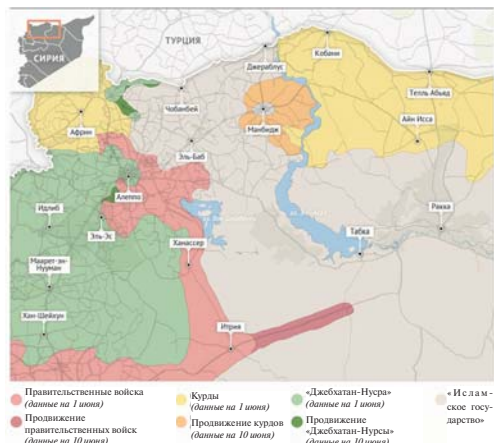 ТУРЦИЯ
СИРИЯ
Кобани
Джераблус
Телль Абьяд
Чобанбей
Африн
Манбидж
Айн Исса
Эль-Баб
Алеппо
Идлиб
Ракка
Эль-Эс
Ханассер
Табка
Маарет-эн-
Нууман
Хан-Шейхун
Итрия
Правительственные войска
(данные на 1 июня)
Продвижение
правительственных войск
(данные на 10 июня)
Курды
(данные на 1 июня)
Продвижение курдов
(данные на 10 июня)
«Джебхатан-Нусра»
(данные на 1 июня)
Продвижение
«Джебхатан-Нусры»
(данные на 10 июня)
«Ислам-
ское госу-
дарство»